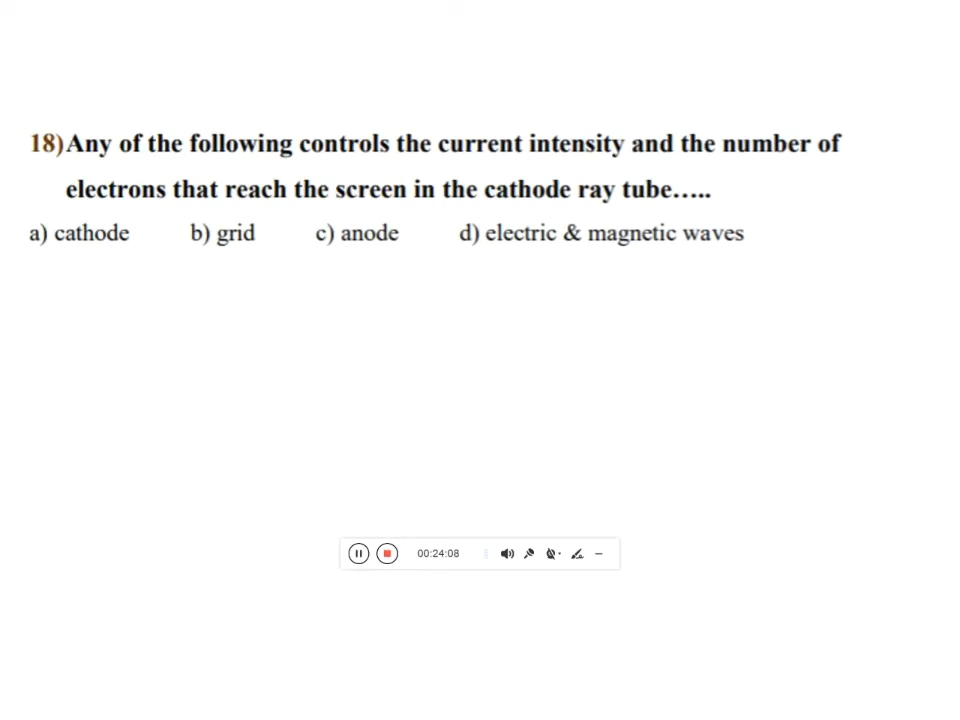 18)Any of the following controls the current intensity and the number of
electrons that reach the screen in the cathode ray tube…..
a) cathode b) grid c) anode d) electric & magnetic waves
00:24:08